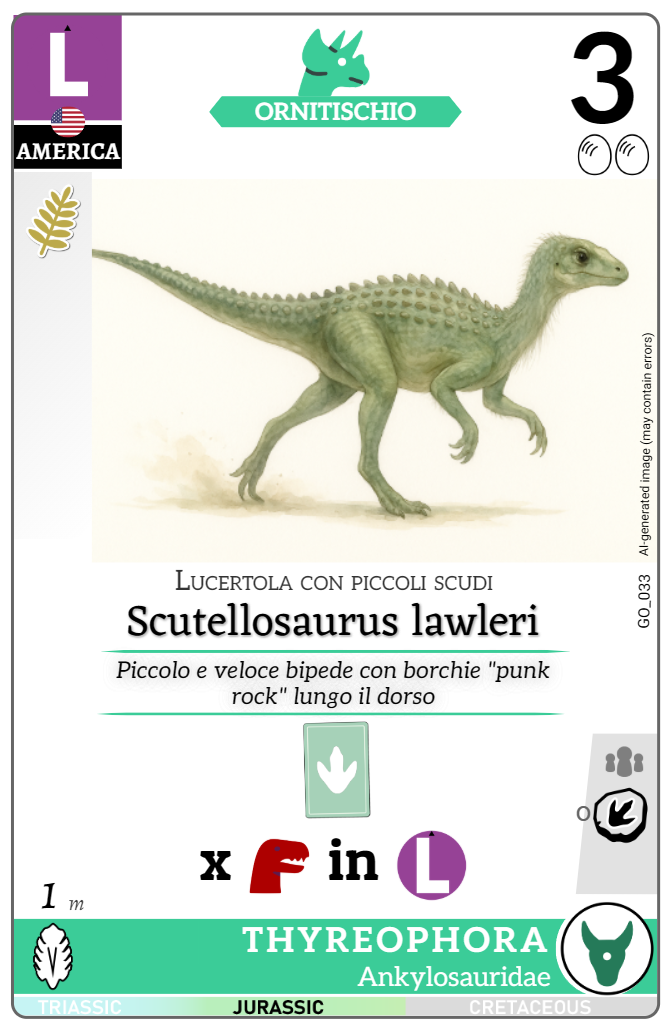 L
AMERICA
ORNITISCHIO
3
AI-generated image (may contain errors)
GO_033
Lucertola con piccoli scudi
Scutellosaurus lawleri
Piccolo e veloce bipede con borchie "punk
rock" lungo il dorso
O
x in L
1 m
V
THYREOPHORA
Ankylosauridae
TRIASSIC JURASSIC CRETACEOUS